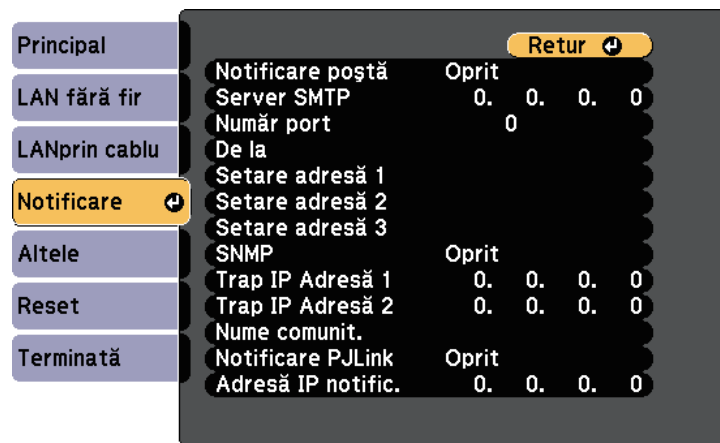 Principal
LAN fără fir
LANprin cablu
Notificare
Altele
Reset
Terminată
Retur
Notificare poştă Oprit
Server SMTP 0. 0. 0. 0
Număr port 0
De la
Setare adresă 1
Setare adresă 2
Setare adresă 3
SNMP Oprit
Trap IP Adresă 1 0. 0. 0. 0
Trap IP Adresă 2 0. 0. 0. 0
Nume comunit.
Notificare PJLink Oprit
Adresă IP notific. 0. 0. 0. 0